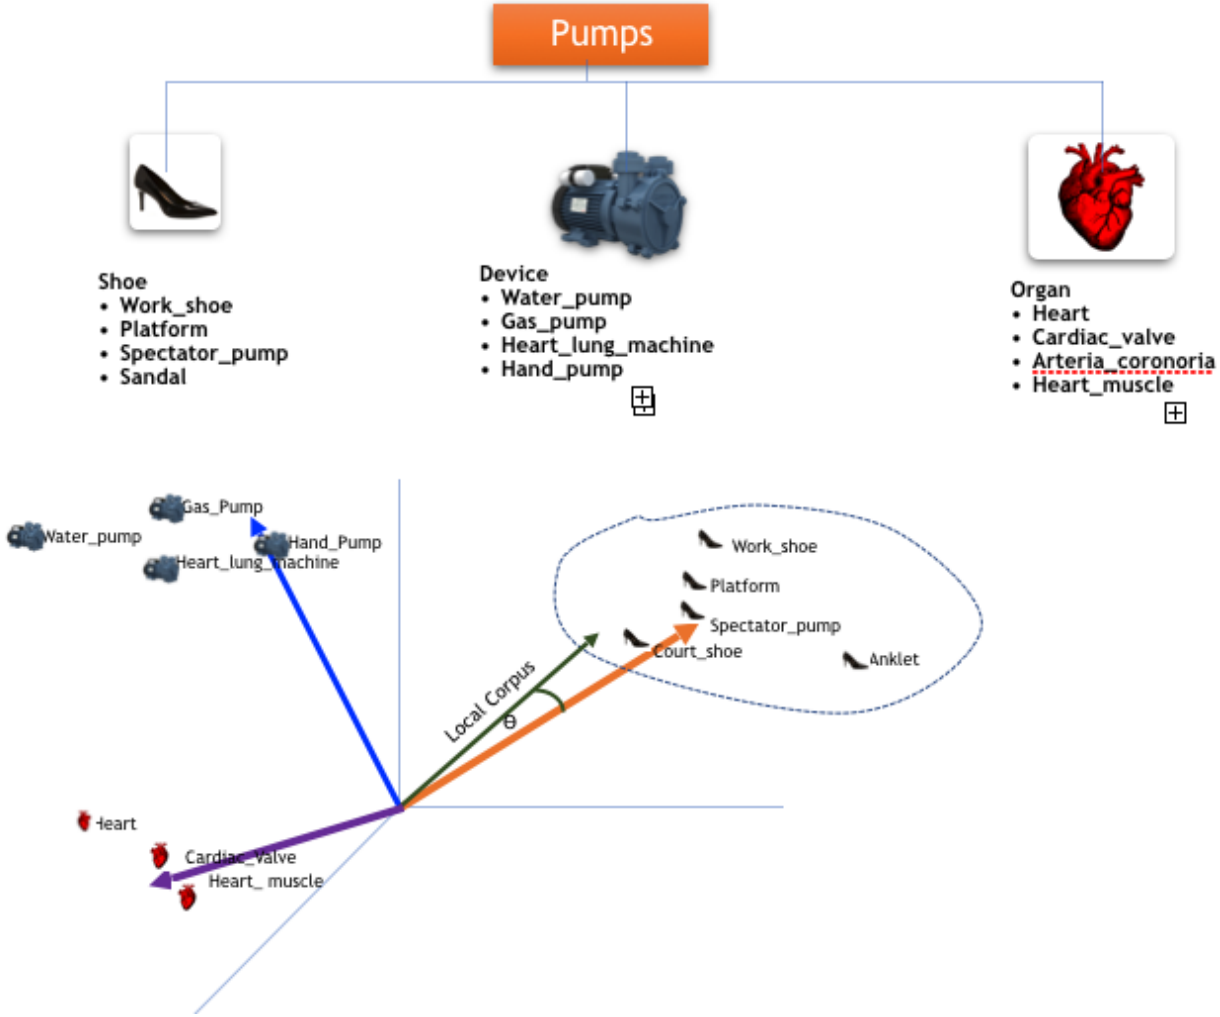 Pumps
Shoe
• Work_shoe
• Platform
• Spectator_pump
• Sandal
Device
• Water_pump
• Gas_pump
• Heart_lung_machine
• Hand_pump
Organ
• Heart
• Cardiac_valve
• Arteria_coronoria
• Heart_muscle
Gas_Pump
Water_pump
Hand_Pump
Heart_lung_machine
Work_shoe
Platform
Spectator_pump
Court_shoe
Anklet
Local Corpus
Θ
Heart
Cardiac_Valve
Heart_ muscle